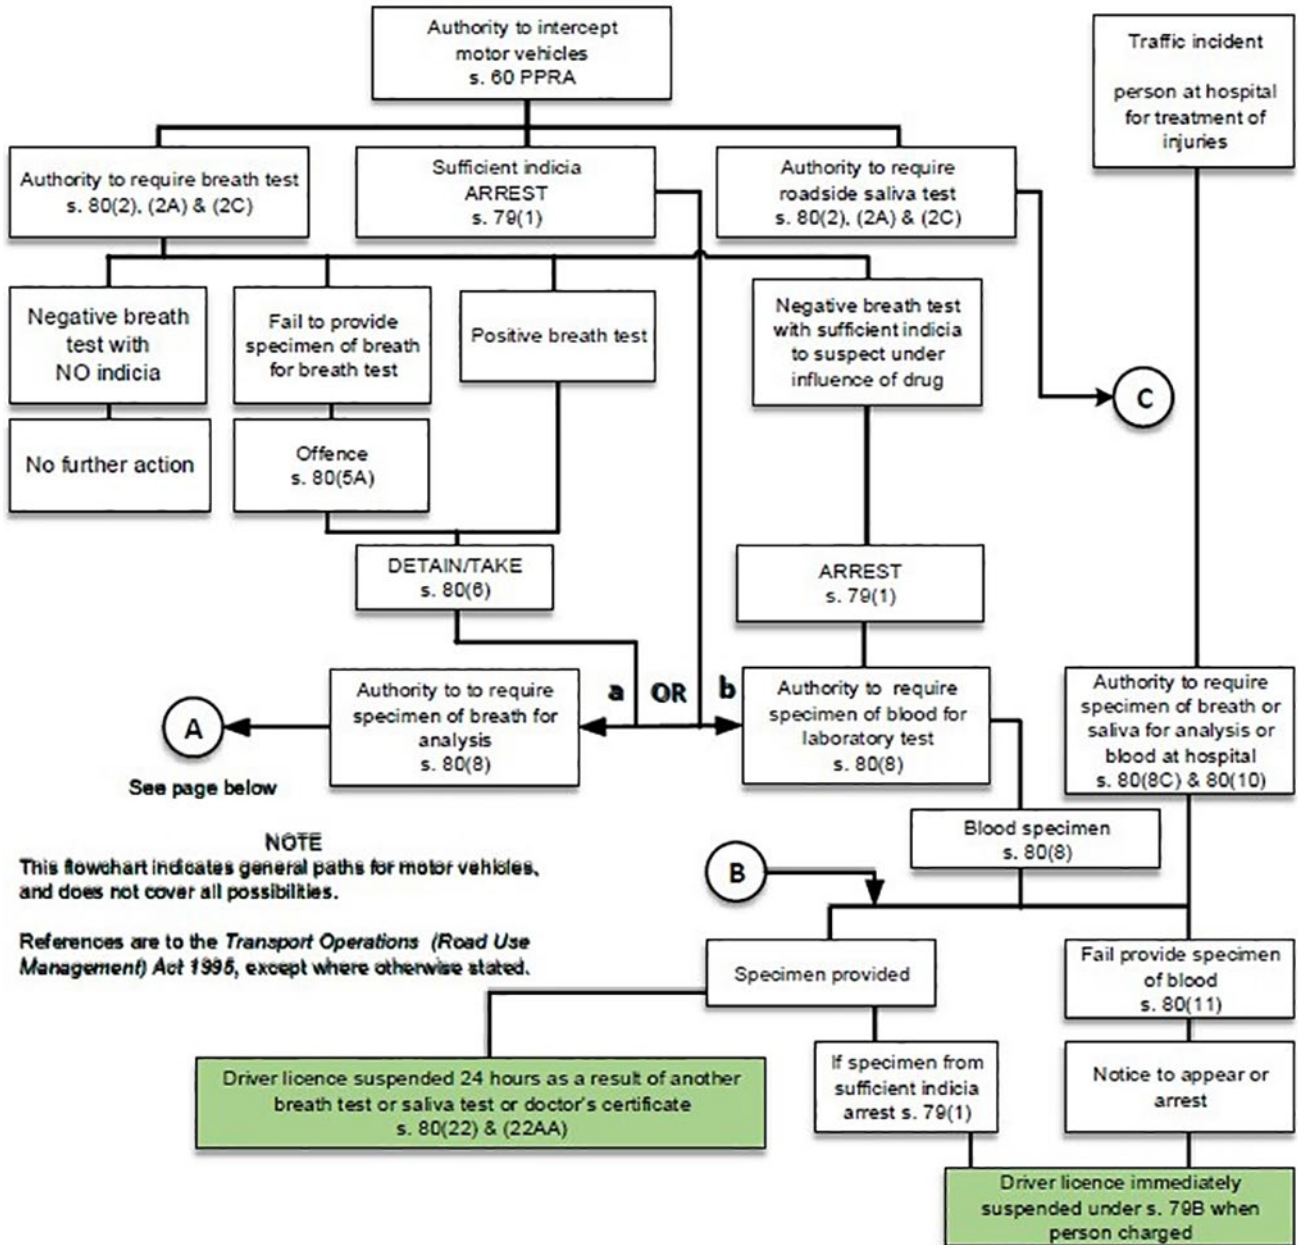 Authority to intercept
motor vehicles
s. 60 PPRA
Traffic incident
person at hospital
for treatment of
injuries
Authority to require breath test
s. 80(2), (2A) & (2C)
Sufficient indicia
ARREST
s. 79(1)
Authority to require
roadside saliva test
s. 80(2), (2A) & (2C)
Negative breath
test with
NO indicia
Fail to provide
specimen of breath
for breath test
Positive breath test
Negative breath test
with sufficient indicia
to suspect under
influence of drug
C
No further action
Offence
s. 80(5A)
DETAIN/TAKE
s. 80(6)
ARREST
s. 79(1)
A
See page below
Authority to to require
specimen of breath for
analysis
s. 80(8)
a OR b
Authority to require
specimen of blood for
laboratory test
s. 80(8)
Authority to require
specimen of breath or
saliva for analysis or
blood at hospital
s. 80(8C) & 80(10)
NOTE
This flowchart indicates general paths for motor vehicles,
and does not cover all possibilities.
References are to the Transport Operations (Road Use
Management) Act 1995, except where otherwise stated.
Blood specimen
s. 80(8)
B
Specimen provided
Fail provide specimen
of blood
s. 80(11)
Driver licence suspended 24 hours as a result of another
breath test or saliva test or doctor's certificate
s. 80(22) & (22AA)
If specimen from
sufficient indicia
arrest s. 79(1)
Notice to appear or
arrest
Driver licence immediately
suspended under s. 79B when
person charged